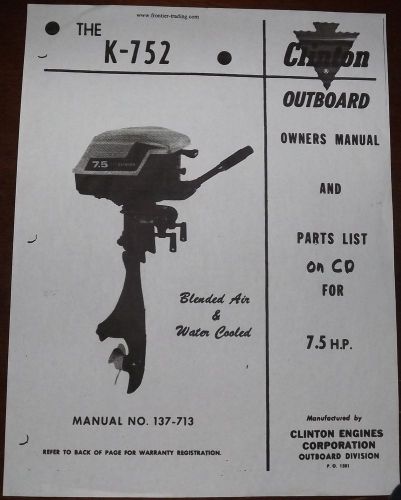 www.frontier-trading.com
THE
K-752
Clinton
OUTBOARD
OWNERS MANUAL
AND
PARTS LIST
on CD
FOR
7.5 H.P.
7.5 CLINTON
Blended Air
&
Water Cooled
MANUAL NO. 137-713
REFER TO BACK OF PAGE FOR WARRANTY REGISTRATION.
Manufactured by
CLINTON ENGINES
CORPORATION
OUTBOARD DIVISION
P. O. 1581